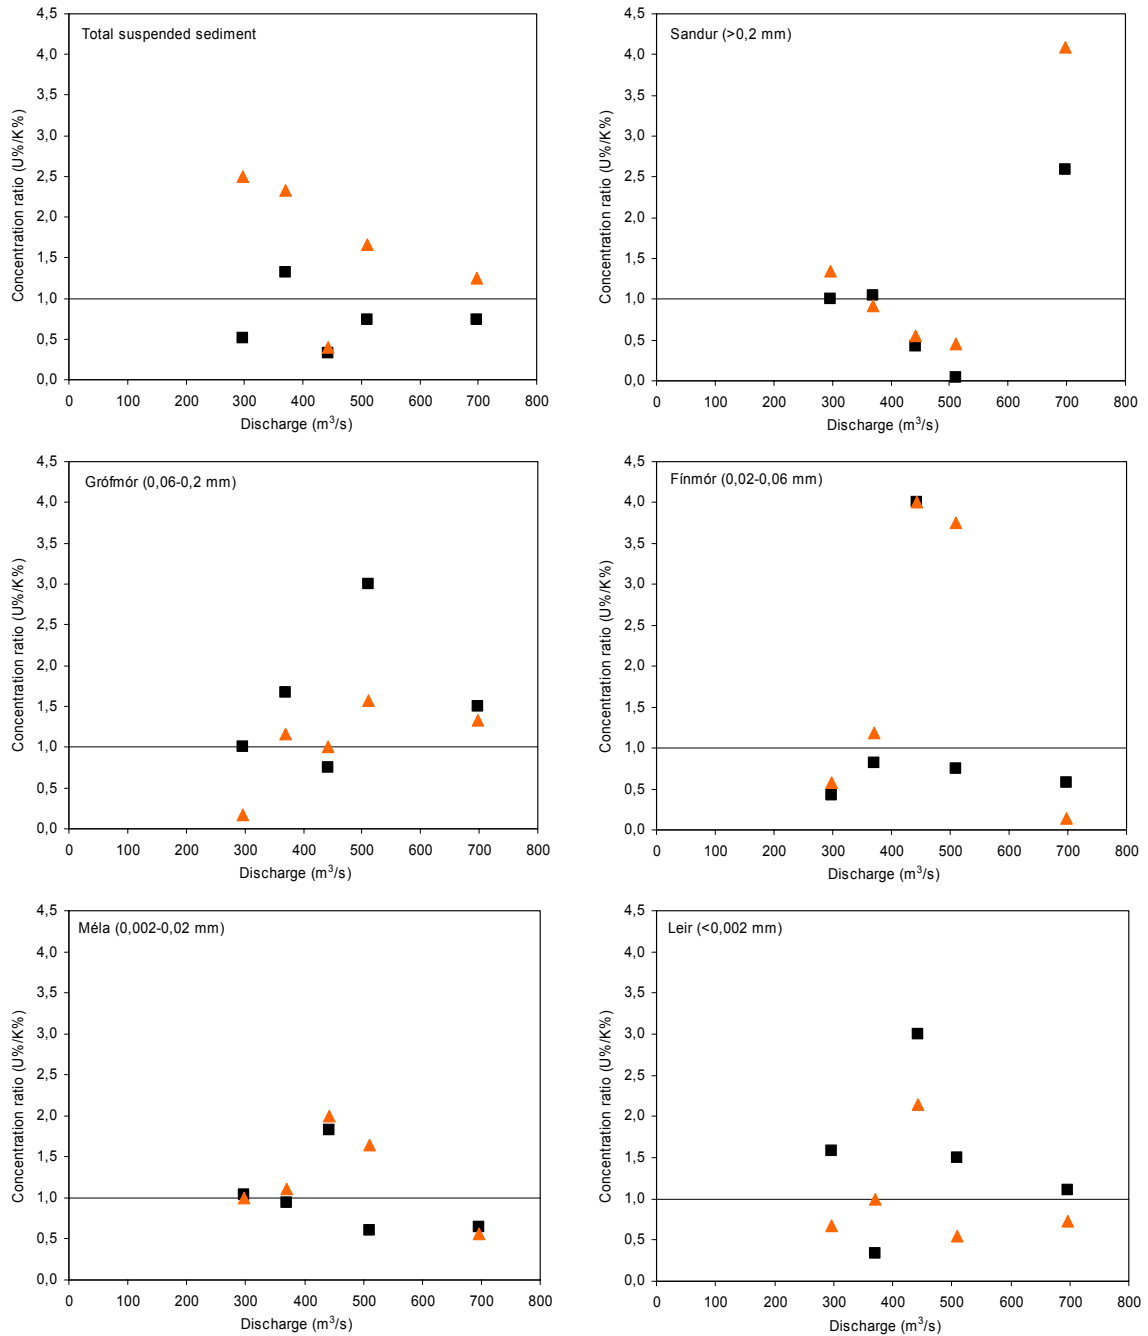 Total suspended sediment
Concentration ratio (U%/K%)
4,5
4,0
3,5
3,0
2,5
2,0
1,5
1,0
0,5
0,0
0 100 200 300 400 500 600 700 800
Discharge (m³/s)
Sandur (>0,2 mm)
Concentration ratio (U%/K%)
4,5
4,0
3,5
3,0
2,5
2,0
1,5
1,0
0,5
0,0
0 100 200 300 400 500 600 700 800
Discharge (m³/s)
Grófmór (0,06-0,2 mm)
Concentration ratio (U%/K%)
4,5
4,0
3,5
3,0
2,5
2,0
1,5
1,0
0,5
0,0
0 100 200 300 400 500 600 700 800
Discharge (m³/s)
Fínmór (0,02-0,06 mm)
Concentration ratio (U%/K%)
4,5
4,0
3,5
3,0
2,5
2,0
1,5
1,0
0,5
0,0
0 100 200 300 400 500 600 700 800
Discharge (m³/s)
Méla (0,002-0,02 mm)
Concentration ratio (U%/K%)
4,5
4,0
3,5
3,0
2,5
2,0
1,5
1,0
0,5
0,0
0 100 200 300 400 500 600 700 800
Discharge (m³/s)
Leir (<0,002 mm)
Concentration ratio (U%/K%)
4,5
4,0
3,5
3,0
2,5
2,0
1,5
1,0
0,5
0,0
0 100 200 300 400 500 600 700 800
Discharge (m³/s)